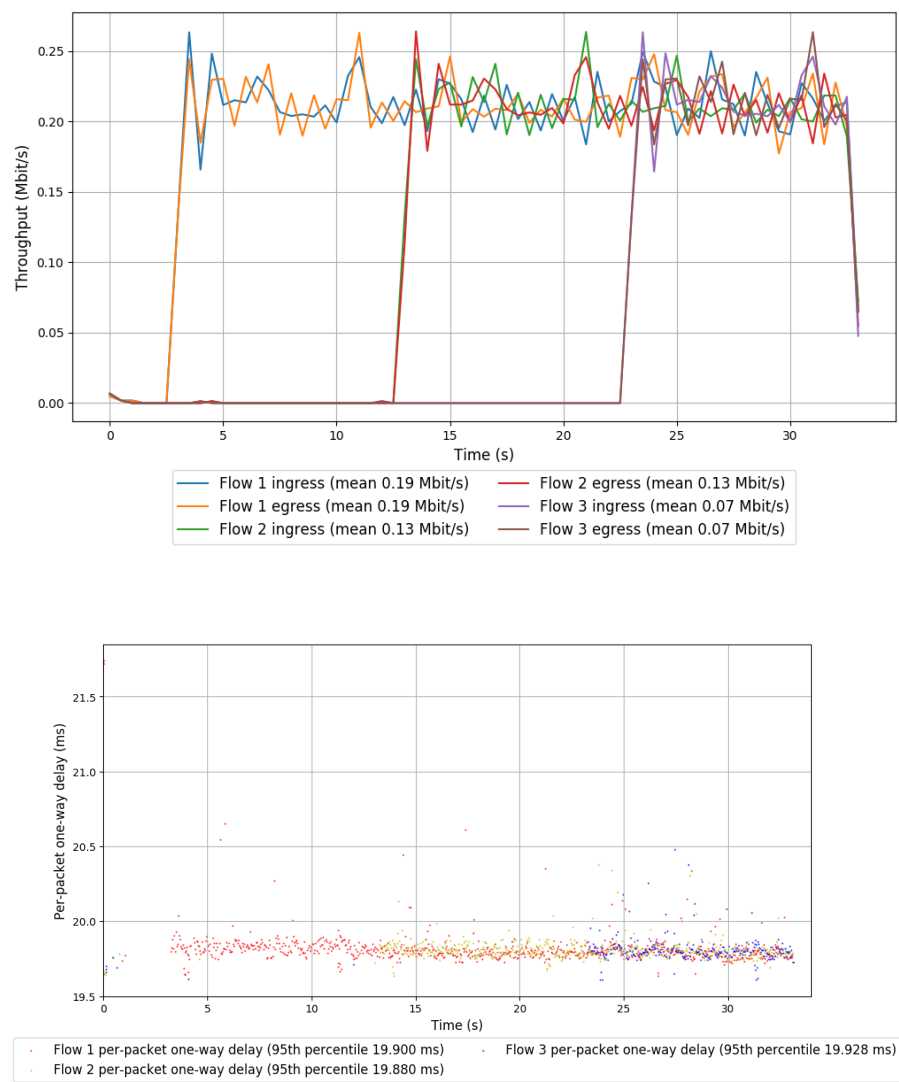 0.25
0.20
0.15
0.10
0.05
0.00
Throughput (Mbit/s)
0 5 10 15 20 25 30
Time (s)
Flow 1 ingress (mean 0.19 Mbit/s)
Flow 1 egress (mean 0.19 Mbit/s)
Flow 2 ingress (mean 0.13 Mbit/s)
Flow 2 egress (mean 0.13 Mbit/s)
Flow 3 ingress (mean 0.07 Mbit/s)
Flow 3 egress (mean 0.07 Mbit/s)
21.5
21.0
20.5
20.0
19.5
Per-packet one-way delay (ms)
0 5 10 15 20 25 30
Time (s)
Flow 1 per-packet one-way delay (95th percentile 19.900 ms)
Flow 2 per-packet one-way delay (95th percentile 19.880 ms)
Flow 3 per-packet one-way delay (95th percentile 19.928 ms)